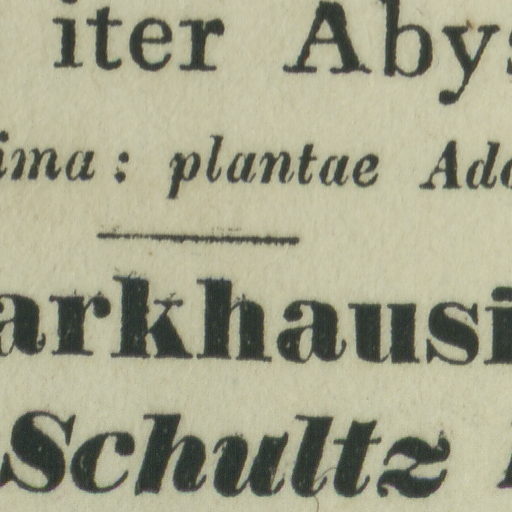 iter Abys
ima: plantae Ado
arkhausi
Schultz